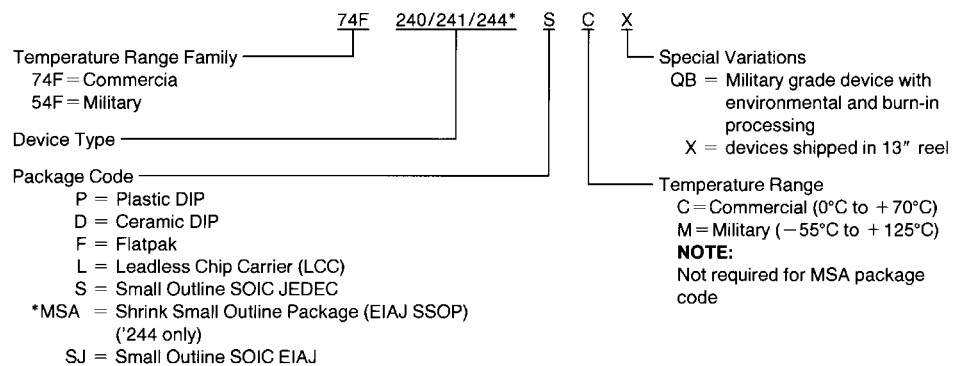 74F 240/241/244* S C X
Temperature Range Family
74F = Commercia
54F = Military
Device Type
Package Code
P = Plastic DIP
D = Ceramic DIP
F = Flatpak
L = Leadless Chip Carrier (LCC)
S = Small Outline SOIC JEDEC
*MSA = Shrink Small Outline Package (EIAJ SSOP)
('244 only)
SJ = Small Outline SOIC EIAJ
Special Variations
QB = Military grade device with
environmental and burn-in
processing
X = devices shipped in 13" reel
Temperature Range
C = Commercial (0°C to +70°C)
M = Military (−55°C to +125°C)
NOTE:
Not required for MSA package
code